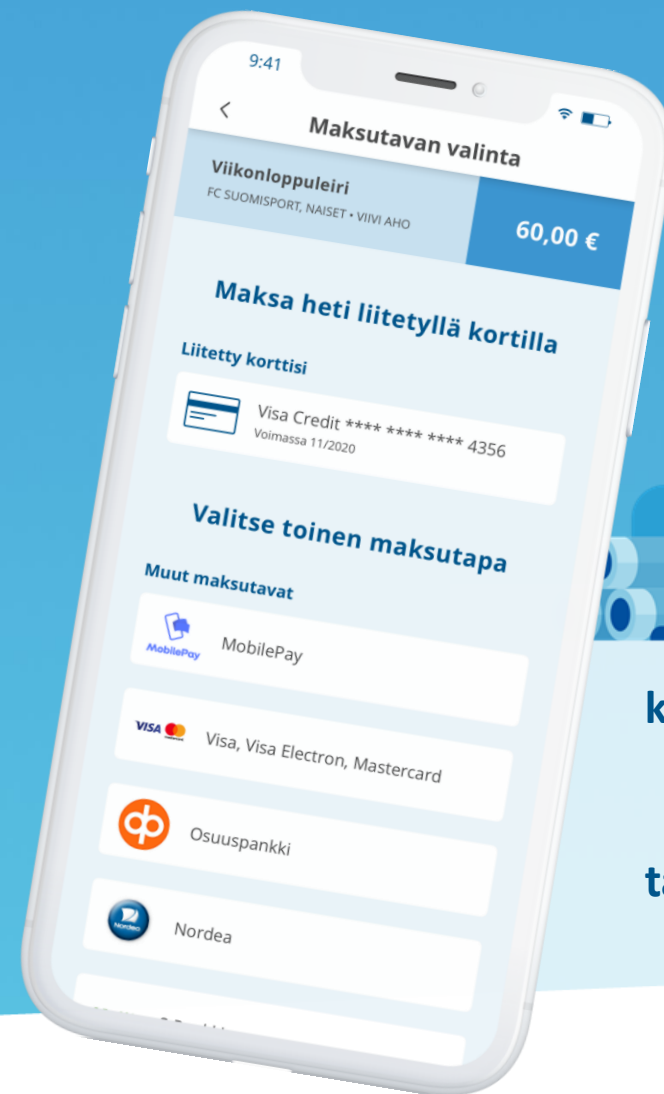 9:41
Maksutavan valinta
Viikonloppuleiri
FC SUOMISPORT, NAISET • VIIVI AHO
60,00 €
Maksa heti liitetyllä kortilla
Liitetty korttisi
Visa Credit **** **** **** 4356
Voimassa 11/2020
Valitse toinen maksutapa
Muut maksutavat
MobilePay
MobilePay
VISA
Visa, Visa Electron, Mastercard
Osuuspankki
Nordea
Nordea
k
ta